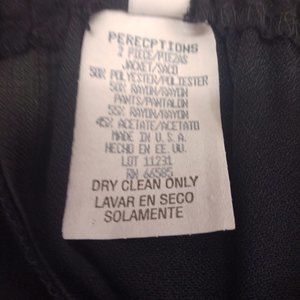 PERECPTIONS
2 PIECE/PIEZAS
JACKET/SACO
50% POLYESTER/POLIESTER
50% RAYON/RAYON
PANTS/PANTALON
55% RAYON/RAYON
45% ACETATE/ACETATO
MADE IN U.S.A
HECHO EN EE.UU.
LOT 11231
RN 66585
DRY CLEAN ONLY
LAVAR EN SECO
SOLAMENTE